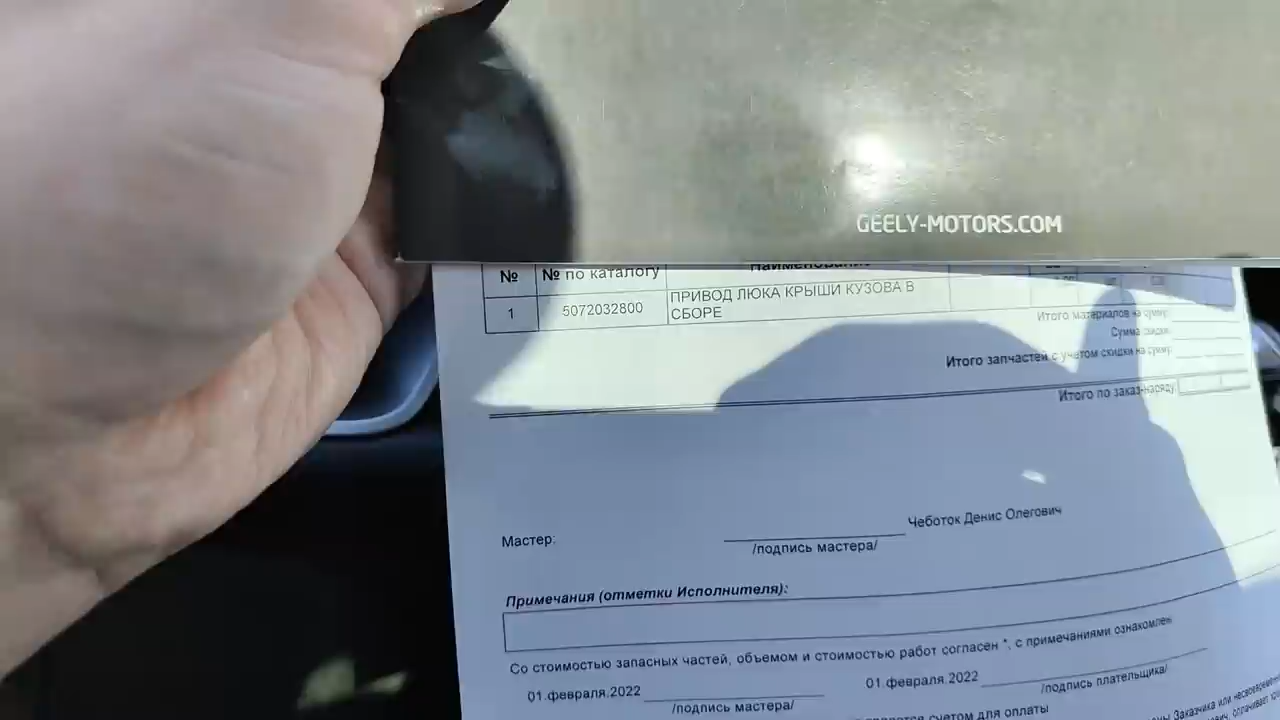 GEELY-MOTORS.COM
№ № по каталогу Наименование
1 5072032800 ПРИВОД ЛЮКА КРЫШИ КУЗОВА В
СБОРЕ
Итого материалов на сумму:
Сумма скидки:
Итого запчастей с учетом скидки на сумму:
Итого по заказ-наряду:
Мастер: Чеботок Денис Олегович
/подпись мастера/
Примечания (отметки Исполнителя):
Со стоимостью запасных частей, объемом и стоимостью работ согласен *, с примечаниями ознакомлен
01.февраля.2022 01.февраля.2022
/подпись мастера/ /подпись плательщика/
счетом для оплаты
Заказчика или